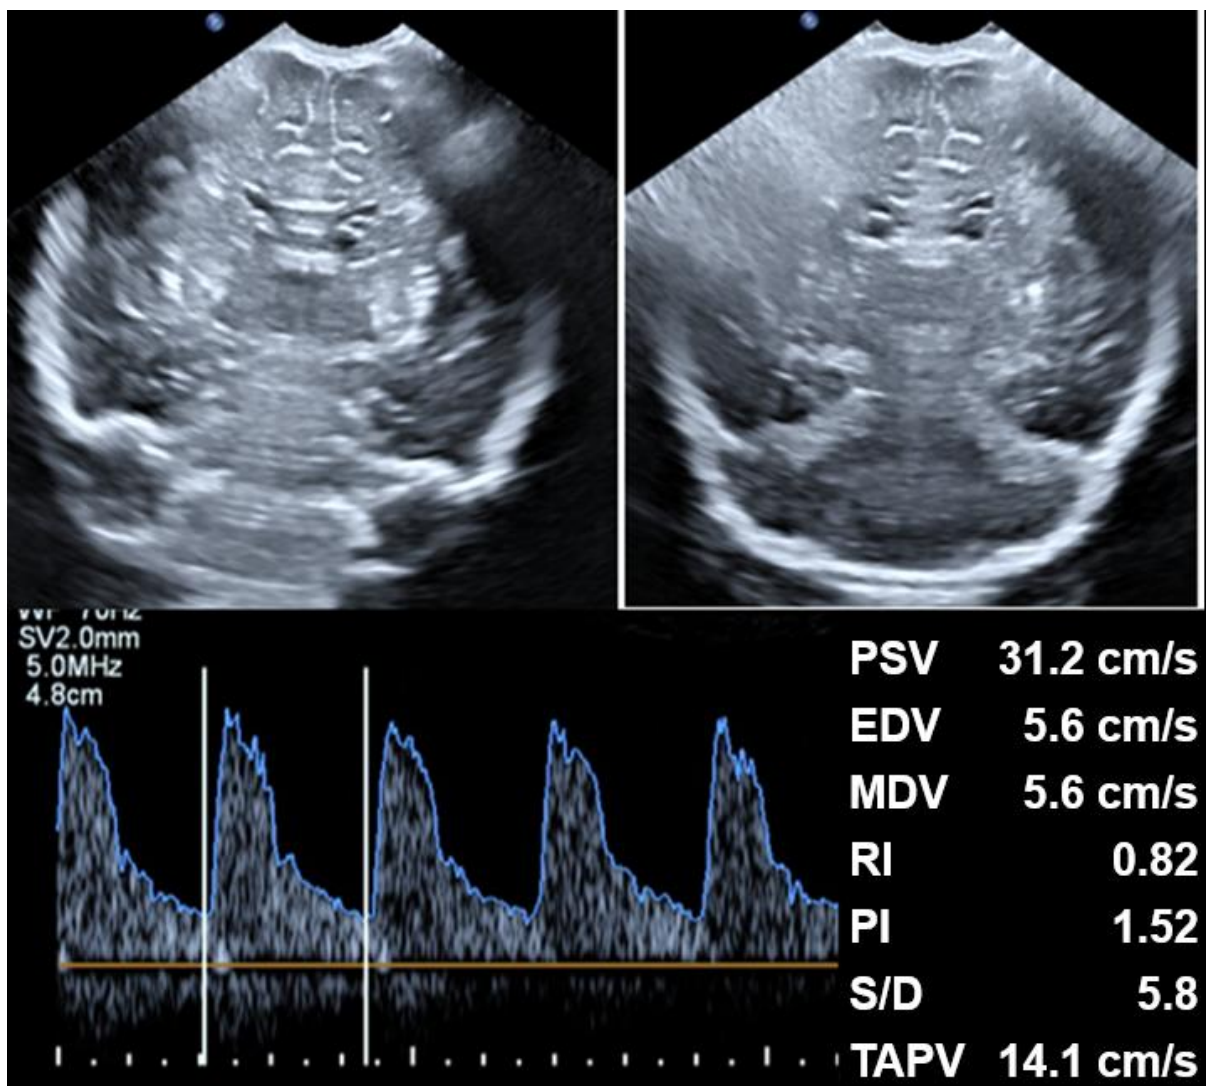 SV2.0mm
5.0MHz
4.8cm
PSV 31.2 cm/s
EDV 5.6 cm/s
MDV 5.6 cm/s
RI 0.82
PI 1.52
S/D 5.8
TAPV 14.1 cm/s